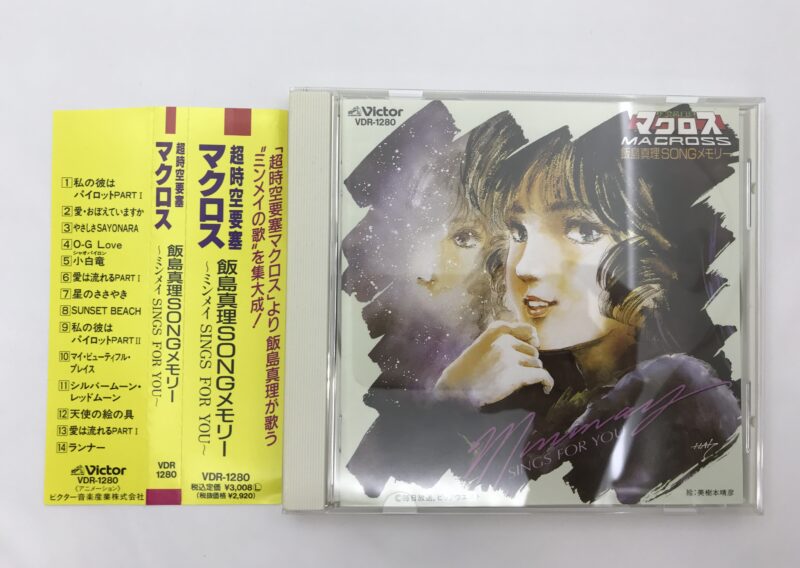 1 私の彼は
パイロットPART I
2 愛・おぼえていますか
3 やさしさSAYONARA
4 O-G Love
シャオパイロン
5 小白竜
6 愛は流れるPART I
7 星のささやき
8 SUNSET BEACH
9 私の彼は
パイロットPART II
10 マイ・ビューティフル・
プレイス
11 シルバームーン・
レッドムーン
12 天使の絵の具
13 愛は流れるPART I
14 ランナー
Victor
VDR-1280
〈アニメーション〉
ビクター音楽産業株式会社
超時空要塞
マクロス
飯島真理SONGメモリー
〜ミンメイ SINGS FOR YOU〜
VDR
1280
超時空要塞
マクロス
飯島真理SONGメモリー
〜ミンメイ SINGS FOR YOU〜
VDR-1280
税込定価 ¥3,008 L
(税抜価格 ¥2,920)
「超時空要塞マクロス」より 飯島真理が歌う
“ミンメイの歌”を集大成!
Victor
VDR-1280
マクロス
MACROSS
飯島真理SONGメモリー
Minmay
SINGS FOR YOU
絵:美樹本晴彦